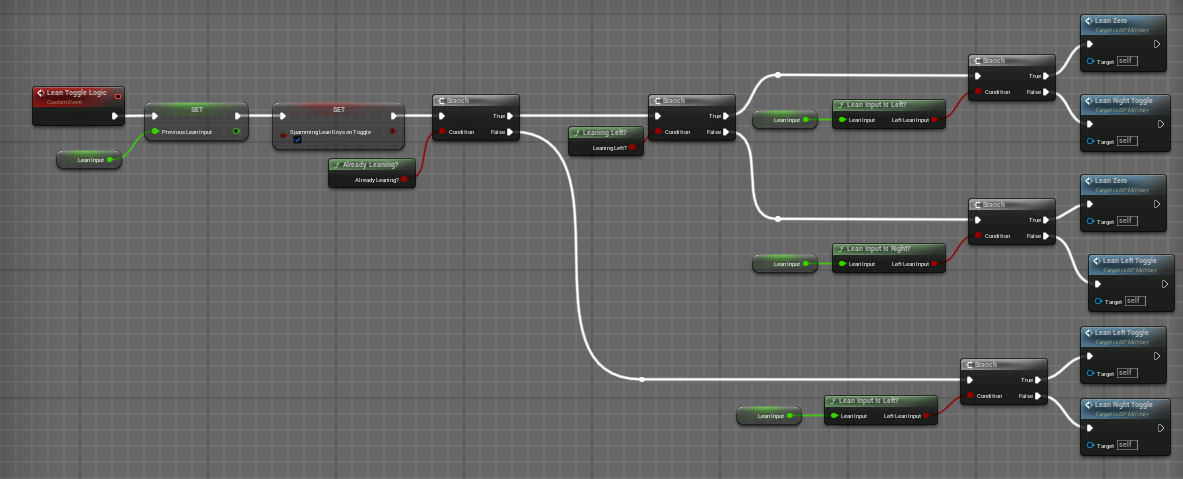 Lean Toggle Logic
Custom Event
SET
Previous Lean Input
Lean Input
SET
Spamming Lean Keys on Toggle
Branch
True
Condition
False
Already Leaning?
Already Leaning?
Branch
True
Condition
False
Leaning Left?
Leaning Left?
Lean Input
Lean Input is Left?
Lean Input
Left Lean Input
Branch
True
Condition
False
Lean Zero
Target is BP Military
Target
self
Lean Right Toggle
Target is BP Military
Target
self
Lean Input
Lean Input is Right?
Lean Input
Left Lean Input
Branch
True
Condition
False
Lean Zero
Target is BP Military
Target
self
Lean Left Toggle
Target is BP Military
Target
self
Lean Input
Lean Input is Left?
Lean Input
Left Lean Input
Branch
True
Condition
False
Lean Left Toggle
Target is BP Military
Target
self
Lean Right Toggle
Target is BP Military
Target
self